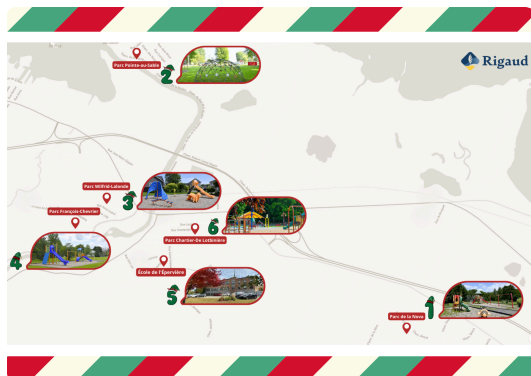 Rigaud
Parc Pointe-au-Sable
2
Parc Wilfrid-Lalonde
3
Parc François-Chevrier
6
Parc Chartier-De Lotbinière
4
École de l'Épervière
5
1
Parc de la Neva